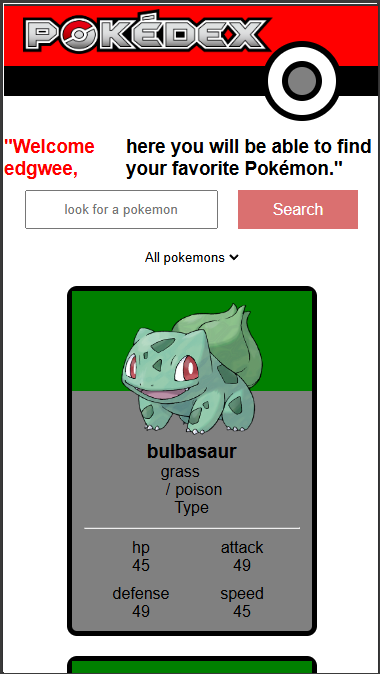 POKÉDEX
"Welcome edgwee,
here you will be able to find your favorite Pokémon."
look for a pokemon
Search
All pokemons
bulbasaur
grass
/ poison
Type
hp
45
attack
49
defense
49
speed
45